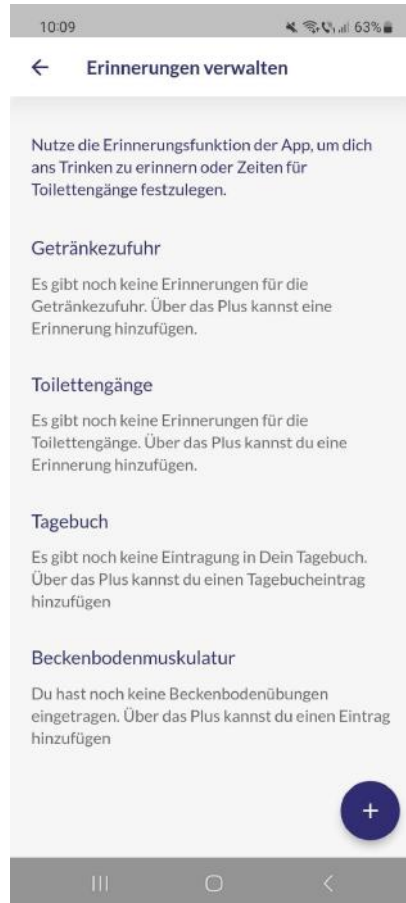 10:09
63%
Erinnerungen verwalten
Nutze die Erinnerungsfunktion der App, um dich
ans Trinken zu erinnern oder Zeiten für
Toilettengänge festzulegen.
Getränkezufuhr
Es gibt noch keine Erinnerungen für die
Getränkezufuhr. Über das Plus kannst eine
Erinnerung hinzufügen.
Toilettengänge
Es gibt noch keine Erinnerungen für die
Toilettengänge. Über das Plus kannst du eine
Erinnerung hinzufügen.
Tagebuch
Es gibt noch keine Eintragung in Dein Tagebuch.
Über das Plus kannst du einen Tagebucheintrag
hinzufügen
Beckenbodenmuskulatur
Du hast noch keine Beckenbodenübungen
eingetragen. Über das Plus kannst du einen Eintrag
hinzufügen
+